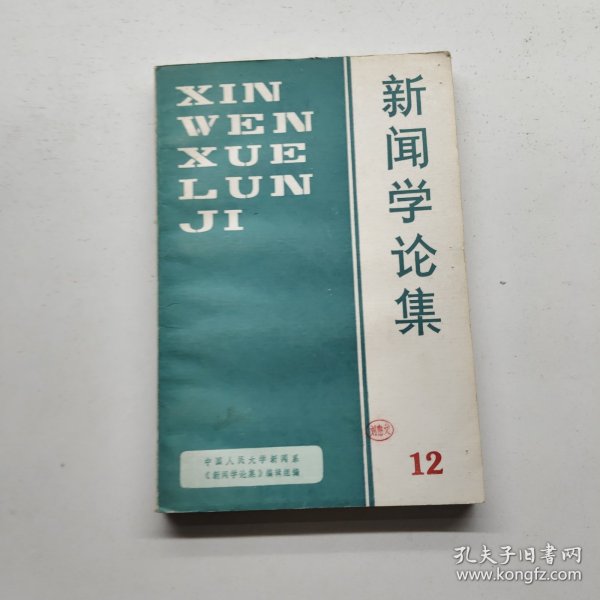 XIN
WEN
XUE
LUN
JI
新闻学论集
中国人民大学新闻系
《新闻学论集》编辑组编
12
孔夫子旧书网
www.kongfz.com